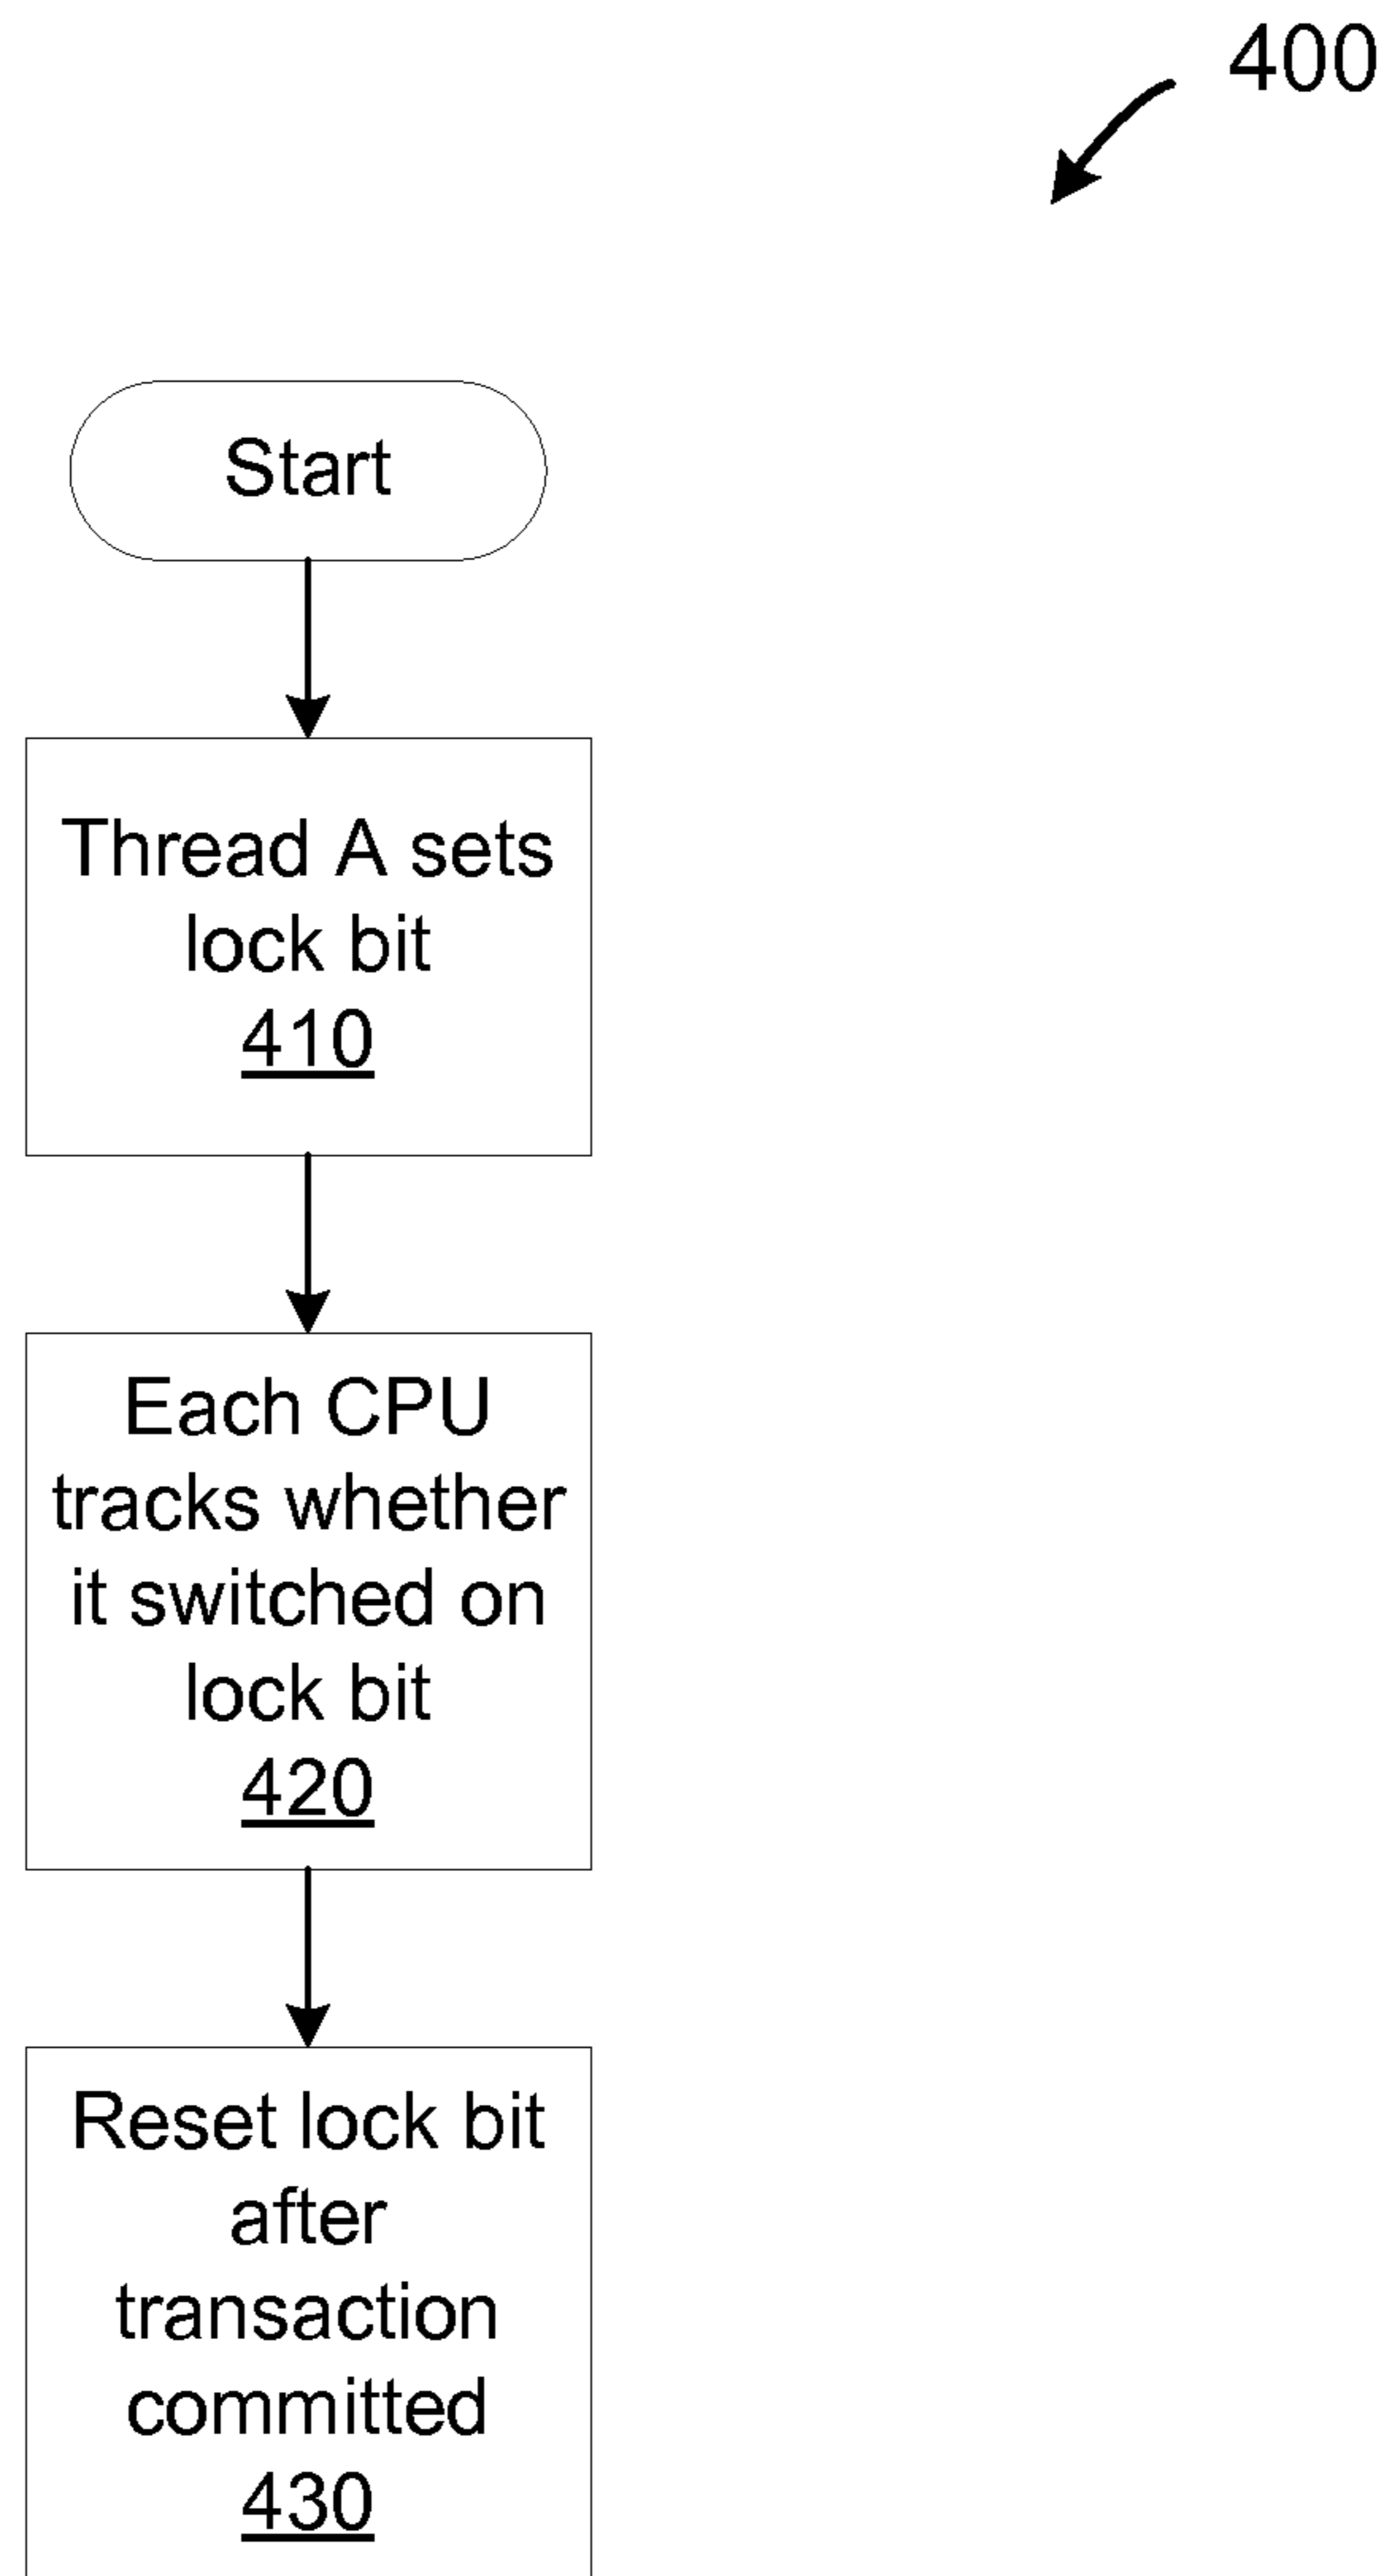 400
Start
Thread A sets
lock bit
410
Each CPU
tracks whether
it switched on
lock bit
420
Reset lock bit
after
transaction
committed
430